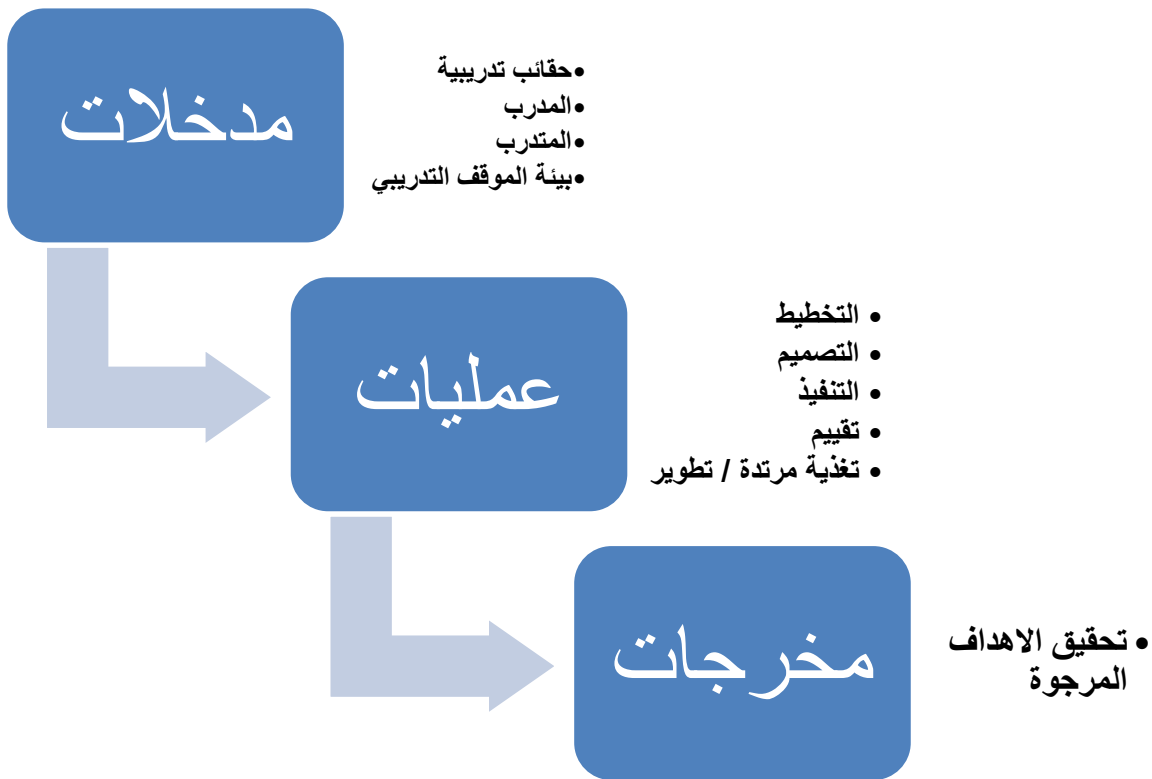 مدخلات
•حقائب تدريبية
•المدرب
•المتدرب
•بيئة الموقف التدريبي
عمليات
• التخطيط
• التصميم
• التنفيذ
• تقييم
• تغذية مرتدة / تطوير
مخرجات
• تحقيق الاهداف
المرجوة